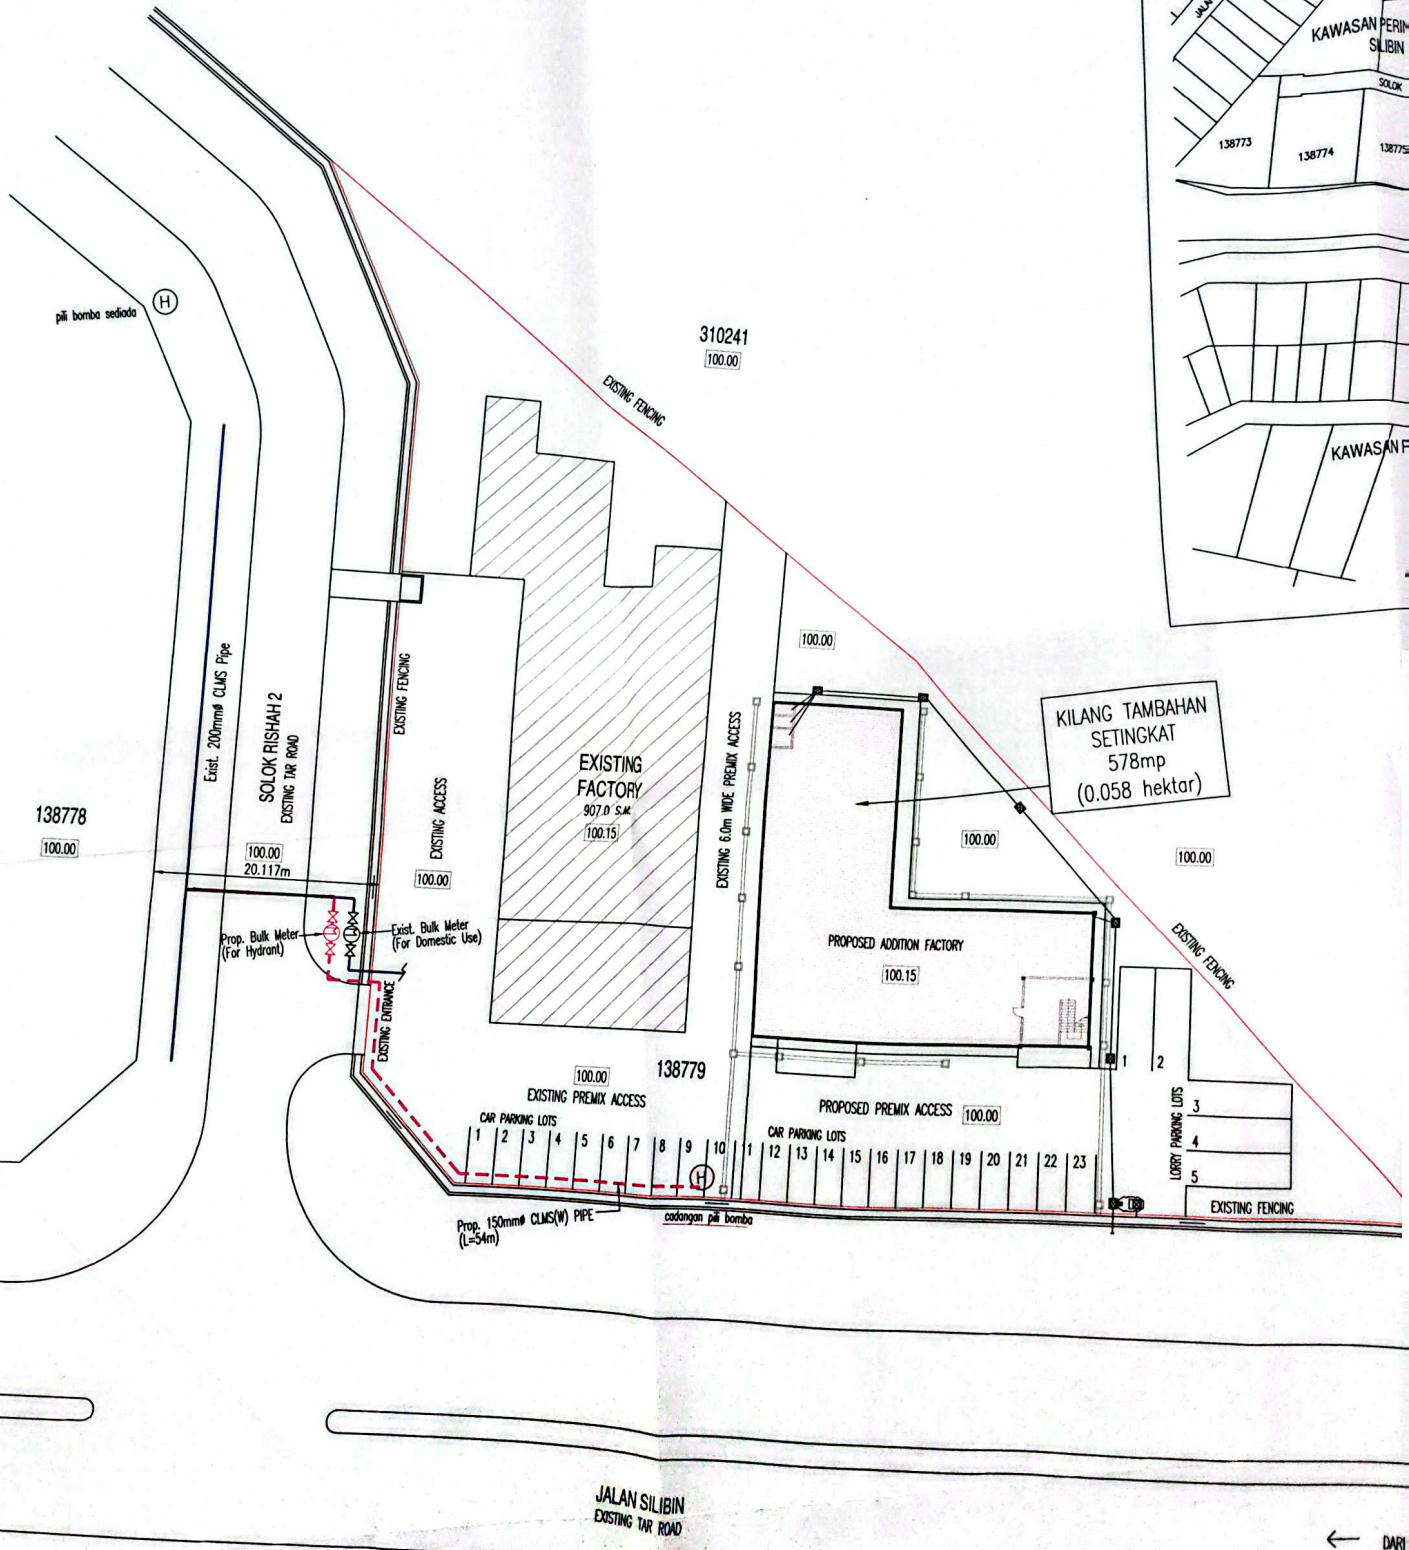 KAWASAN
SILIBIN
SOLOK
138773
138774
H
pili bomba sediada
310241
100.00
EXISTING FENCING
KAWASAN
Exist. 200mmø CLMS Pipe
SOLOK RISHAH 2
EXISTING TAR ROAD
EXISTING FENCING
100.00
EXISTING 6.0m WIDE PREMIX ACCESS
KILANG TAMBAHAN
SETINGKAT
578mp
(0.058 hektar)
138778
100.00
100.00
20.117m
EXISTING ACCESS
100.00
EXISTING
FACTORY
907.0 S.M.
100.15
100.00
100.00
Prop. Bulk Meter
(For Hydrant)
Exist. Bulk Meter
(For Domestic Use)
PROPOSED ADDITION FACTORY
100.15
EXISTING FENCING
EXISTING ENTRANCE
100.00
138779
EXISTING PREMIX ACCESS
PROPOSED PREMIX ACCESS
100.00
CAR PARKING LOTS
1 2 3 4 5 6 7 8 9 10
CAR PARKING LOTS
11 12 13 14 15 16 17 18 19 20 21 22 23
1 2
LORRY PARKING LOTS
3
4
5
H
EXISTING FENCING
Prop. 150mmø CLMS(W) PIPE
(L=54m)
cadangan pili bomba
JALAN SILIBIN
EXISTING TAR ROAD
DARI